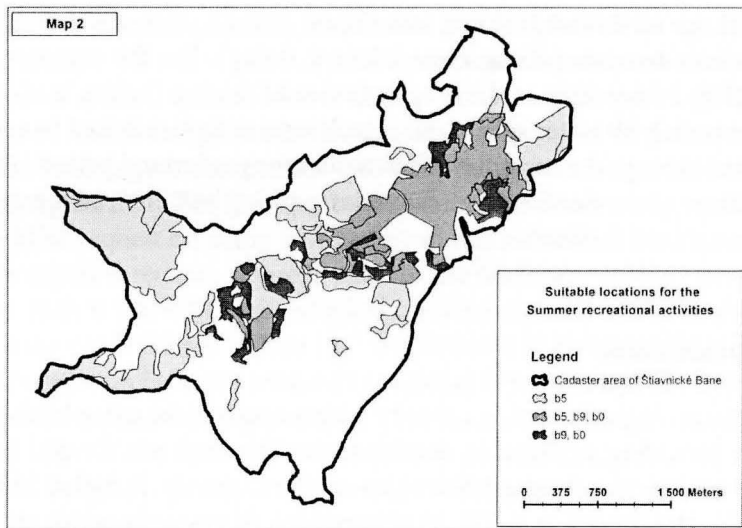 Map 2
Suitable locations for the
Summer recreational activities
Legend
Cadaster area of Štiavnické Bane
b5
b5, b9, b0
b9, b0
0 375 750 1 500 Meters